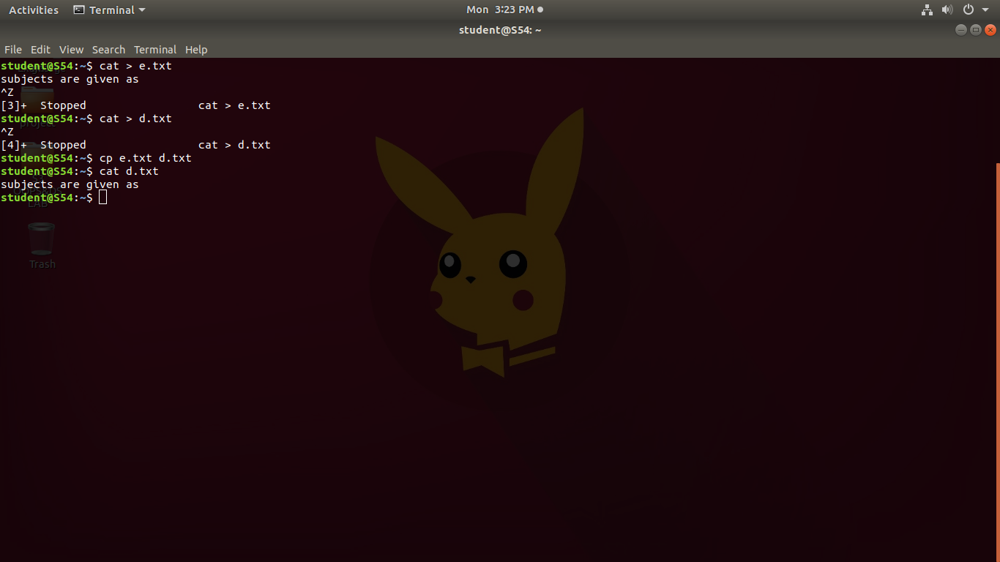 Activities Terminal Mon 3:23 PM
student@S54: ~
File Edit View Search Terminal Help
student@S54:~$ cat > e.txt
subjects are given as
^Z
[3]+  Stopped                 cat > e.txt
student@S54:~$ cat > d.txt
^Z
[4]+  Stopped                 cat > d.txt
student@S54:~$ cp e.txt d.txt
student@S54:~$ cat d.txt
subjects are given as
student@S54:~$
project
LAB
Trash